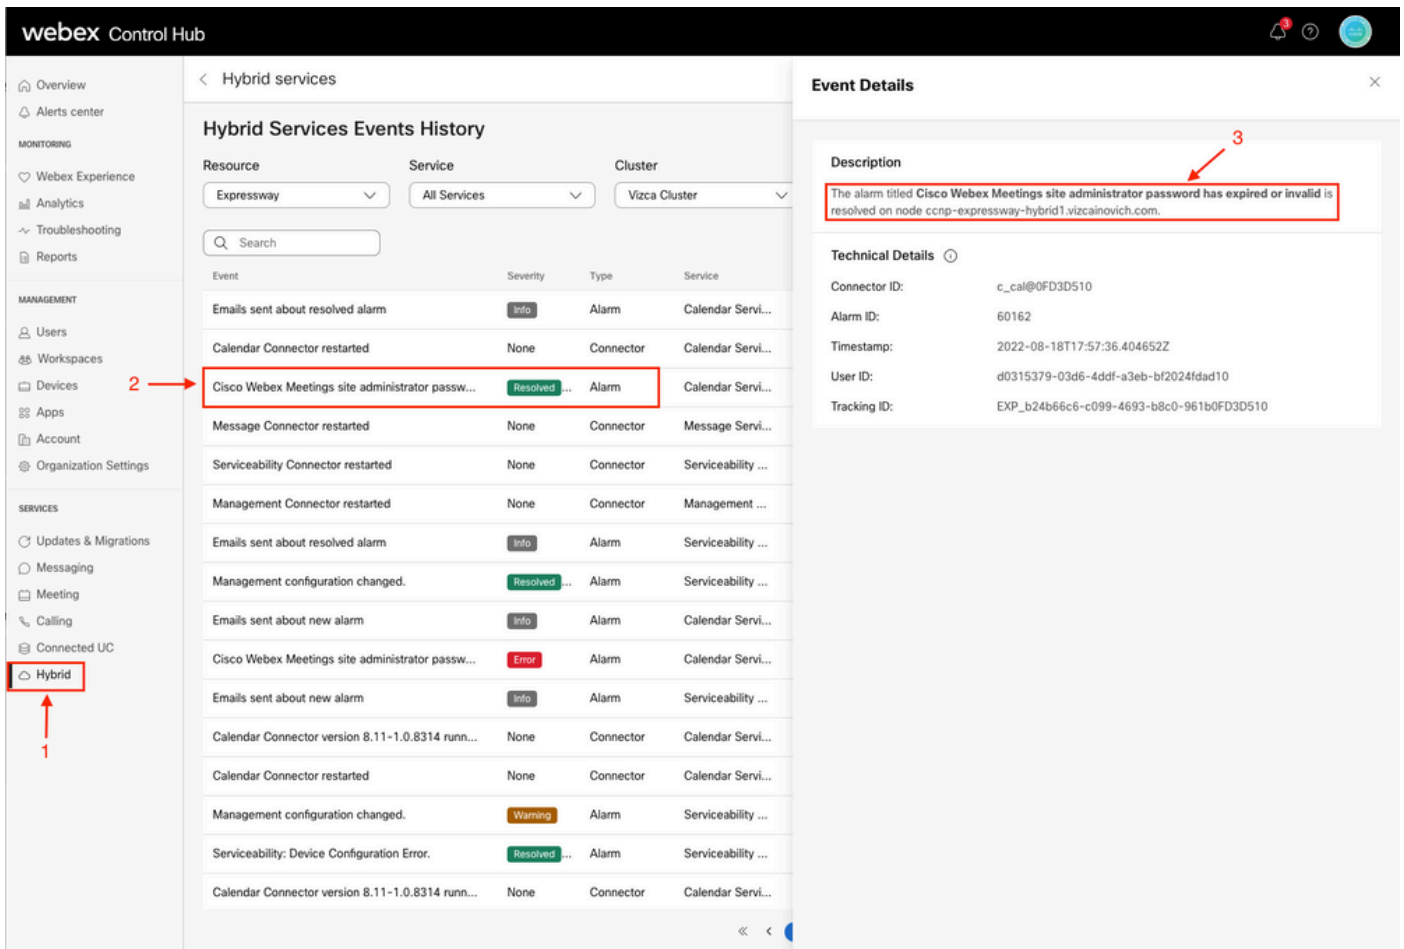 webex Control Hub
3
Overview
Alerts center
MONITORING
Webex Experience
Analytics
Troubleshooting
Reports
MANAGEMENT
Users
Workspaces
Devices
Apps
Account
Organization Settings
SERVICES
Updates & Migrations
Messaging
Meeting
Calling
Connected UC
Hybrid
1
Hybrid services
Hybrid Services Events History
Resource Service Cluster
Expressway All Services Vizca Cluster
Search
Event Severity Type Service
Emails sent about resolved alarm Info Alarm Calendar Servi...
Calendar Connector restarted None Connector Calendar Servi...
2
Cisco Webex Meetings site administrator passw... Resolved ... Alarm Calendar Servi...
Message Connector restarted None Connector Message Servi...
Serviceability Connector restarted None Connector Serviceability ...
Management Connector restarted None Connector Management ...
Emails sent about resolved alarm Info Alarm Serviceability ...
Management configuration changed. Resolved ... Alarm Serviceability ...
Emails sent about new alarm Info Alarm Calendar Servi...
Cisco Webex Meetings site administrator passw... Error Alarm Calendar Servi...
Emails sent about new alarm Info Alarm Serviceability ...
Calendar Connector version 8.11-1.0.8314 runn... None Connector Calendar Servi...
Calendar Connector restarted None Connector Calendar Servi...
Management configuration changed. Warning Alarm Serviceability ...
Serviceability: Device Configuration Error. Resolved ... Alarm Serviceability ...
Calendar Connector version 8.11-1.0.8314 runn... None Connector Calendar Servi...
Event Details
3
Description
The alarm titled Cisco Webex Meetings site administrator password has expired or invalid is
resolved on node ccnp-expressway-hybrid1.vizcainovich.com.
Technical Details
Connector ID: c_cal@0FD3D510
Alarm ID: 60162
Timestamp: 2022-08-18T17:57:36.404652Z
User ID: d0315379-03d6-4ddf-a3eb-bf2024fdad10
Tracking ID: EXP_b24b66c6-c099-4693-b8c0-961b0FD3D510